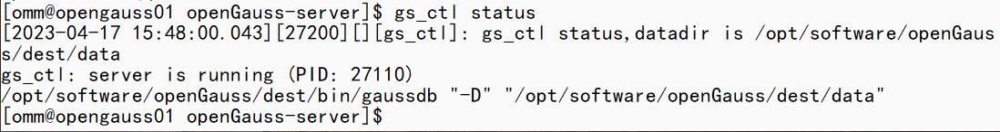 [omm@opengauss01 openGauss-server]$ gs_ctl status
[2023-04-17 15:48:00.043][27200][][gs_ctl]: gs_ctl status,datadir is /opt/software/openGaus
s/dest/data
gs_ctl: server is running (PID: 27110)
/opt/software/openGauss/dest/bin/gaussdb "-D" "/opt/software/openGauss/dest/data"
[omm@opengauss01 openGauss-server]$